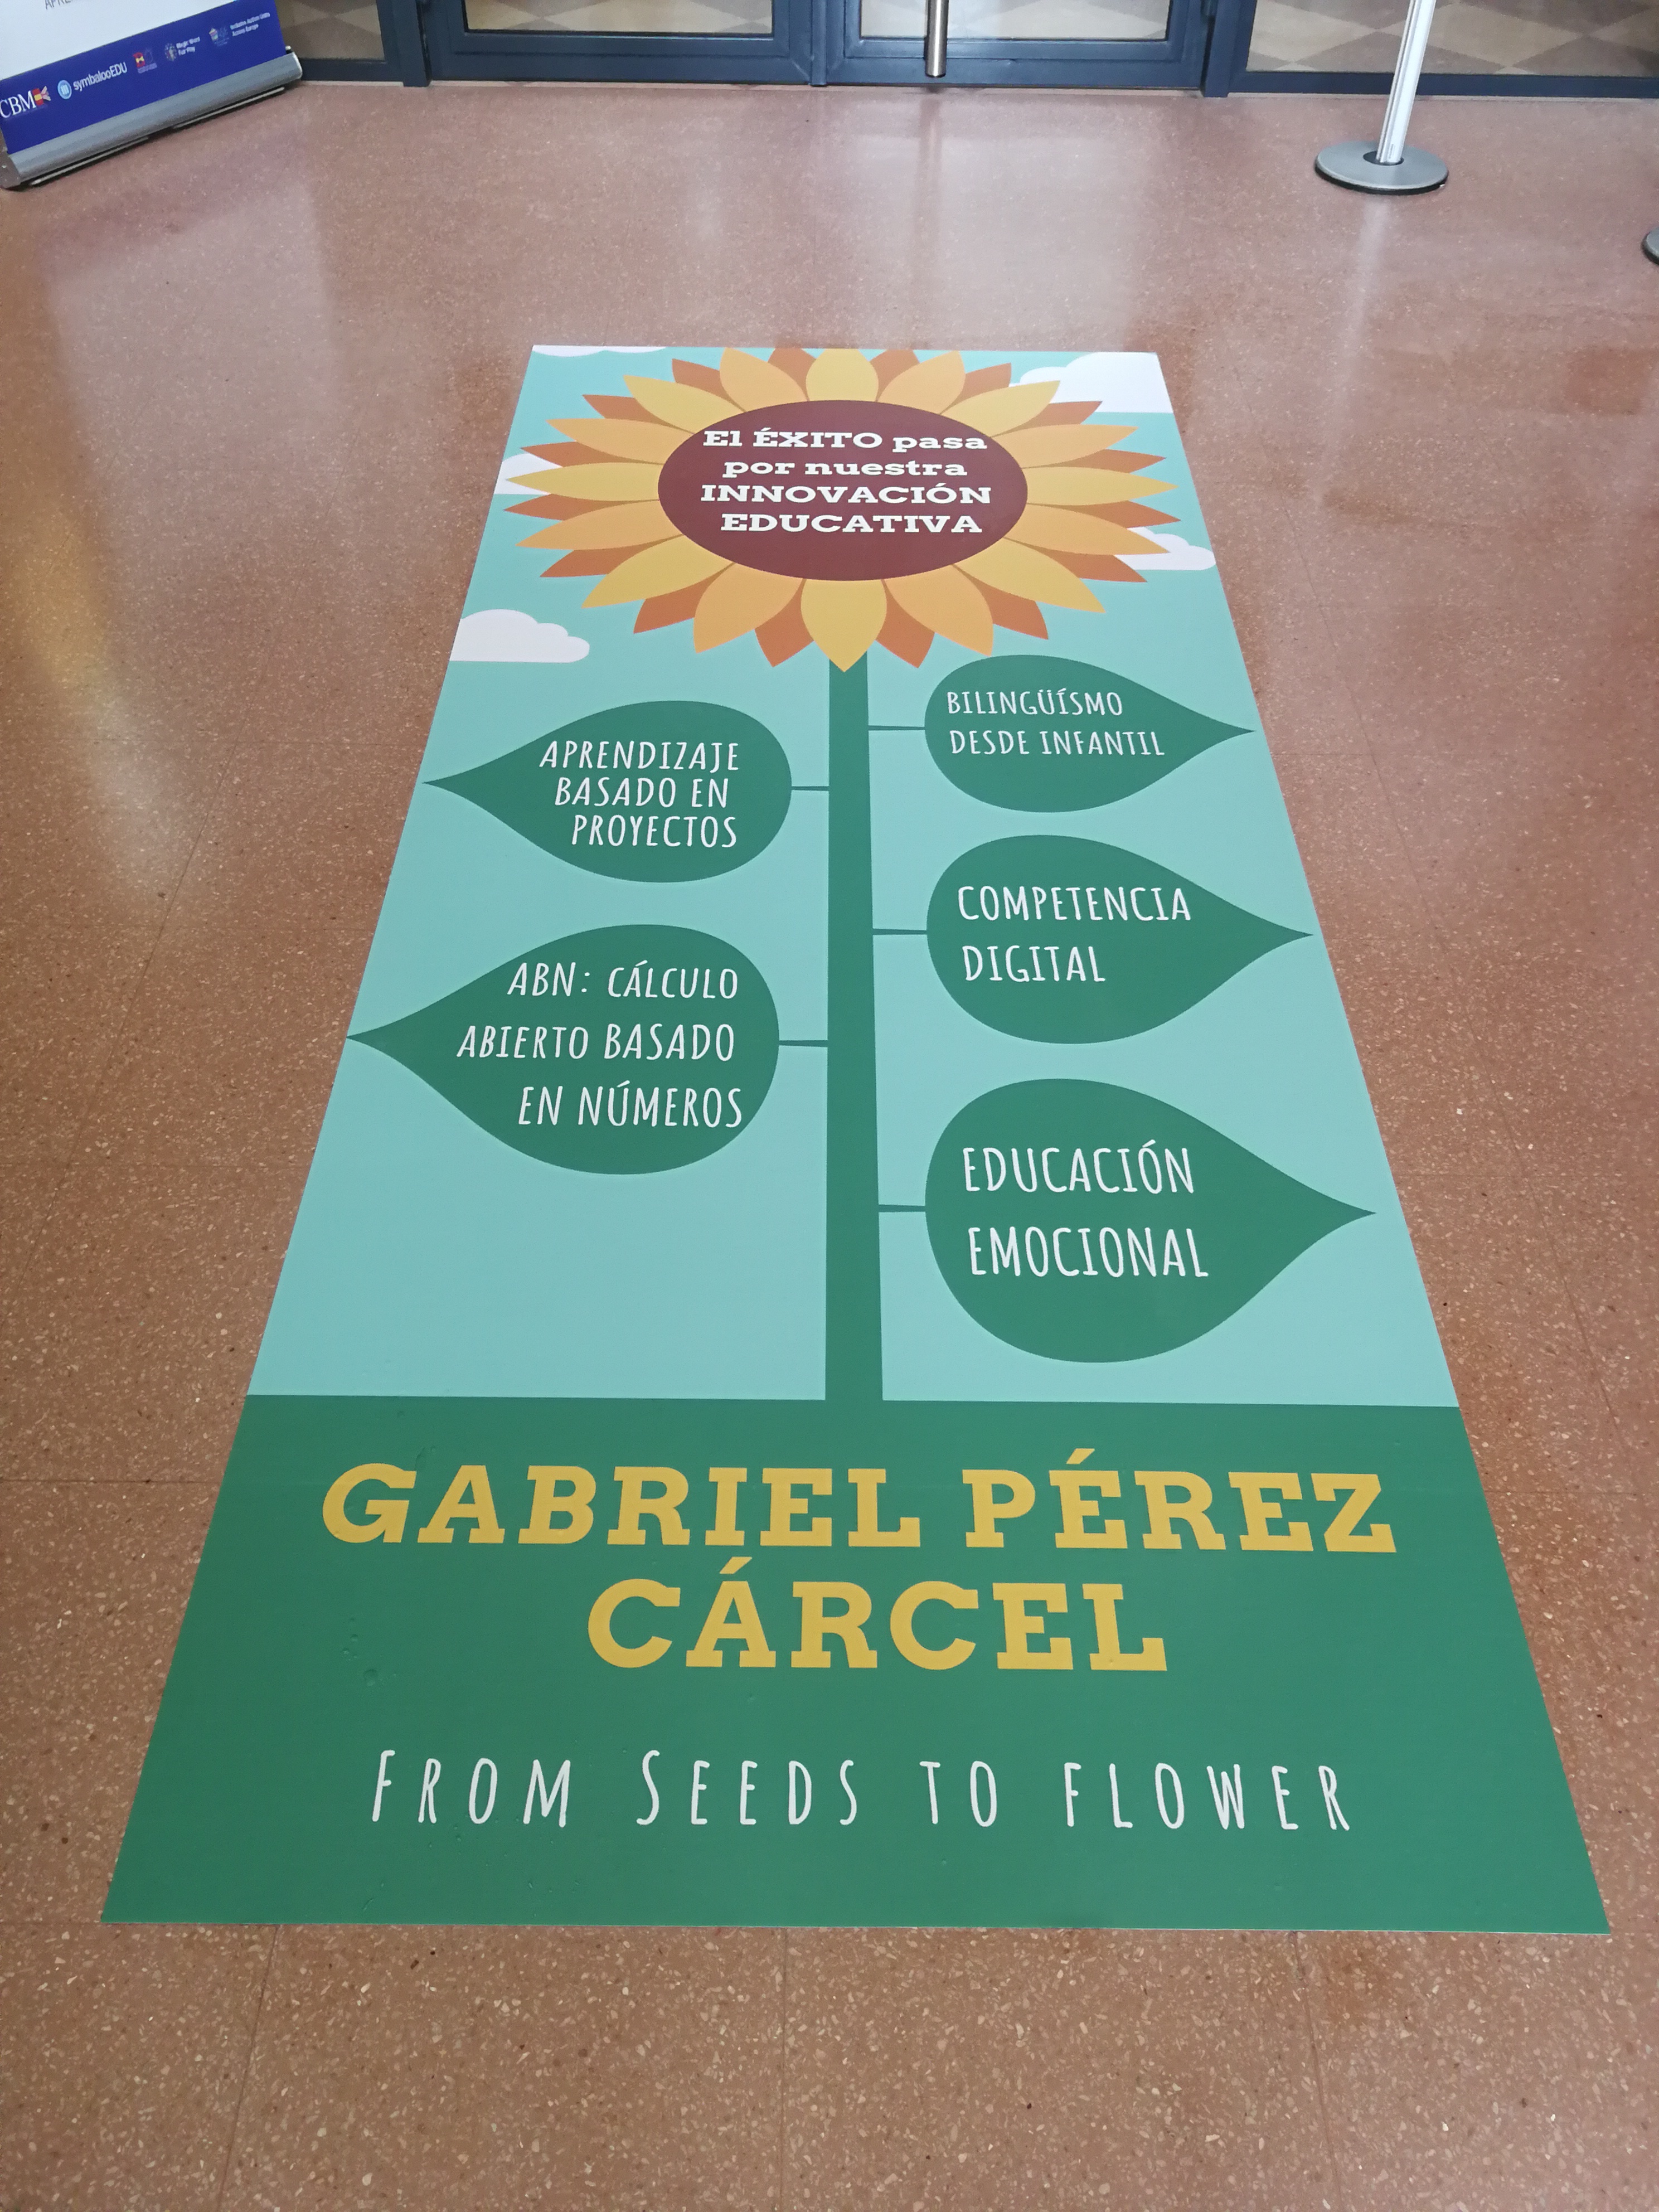 CBM
symbalooEDU
El ÉXITO pasa
por nuestra
INNOVACIÓN
EDUCATIVA
BILINGÜÍSMO
DESDE INFANTIL
APRENDIZAJE
BASADO EN
PROYECTOS
COMPETENCIA
DIGITAL
ABN: CÁLCULO
ABIERTO BASADO
EN NÚMEROS
EDUCACIÓN
EMOCIONAL
GABRIEL PÉREZ
CÁRCEL
FROM SEEDS TO FLOWER